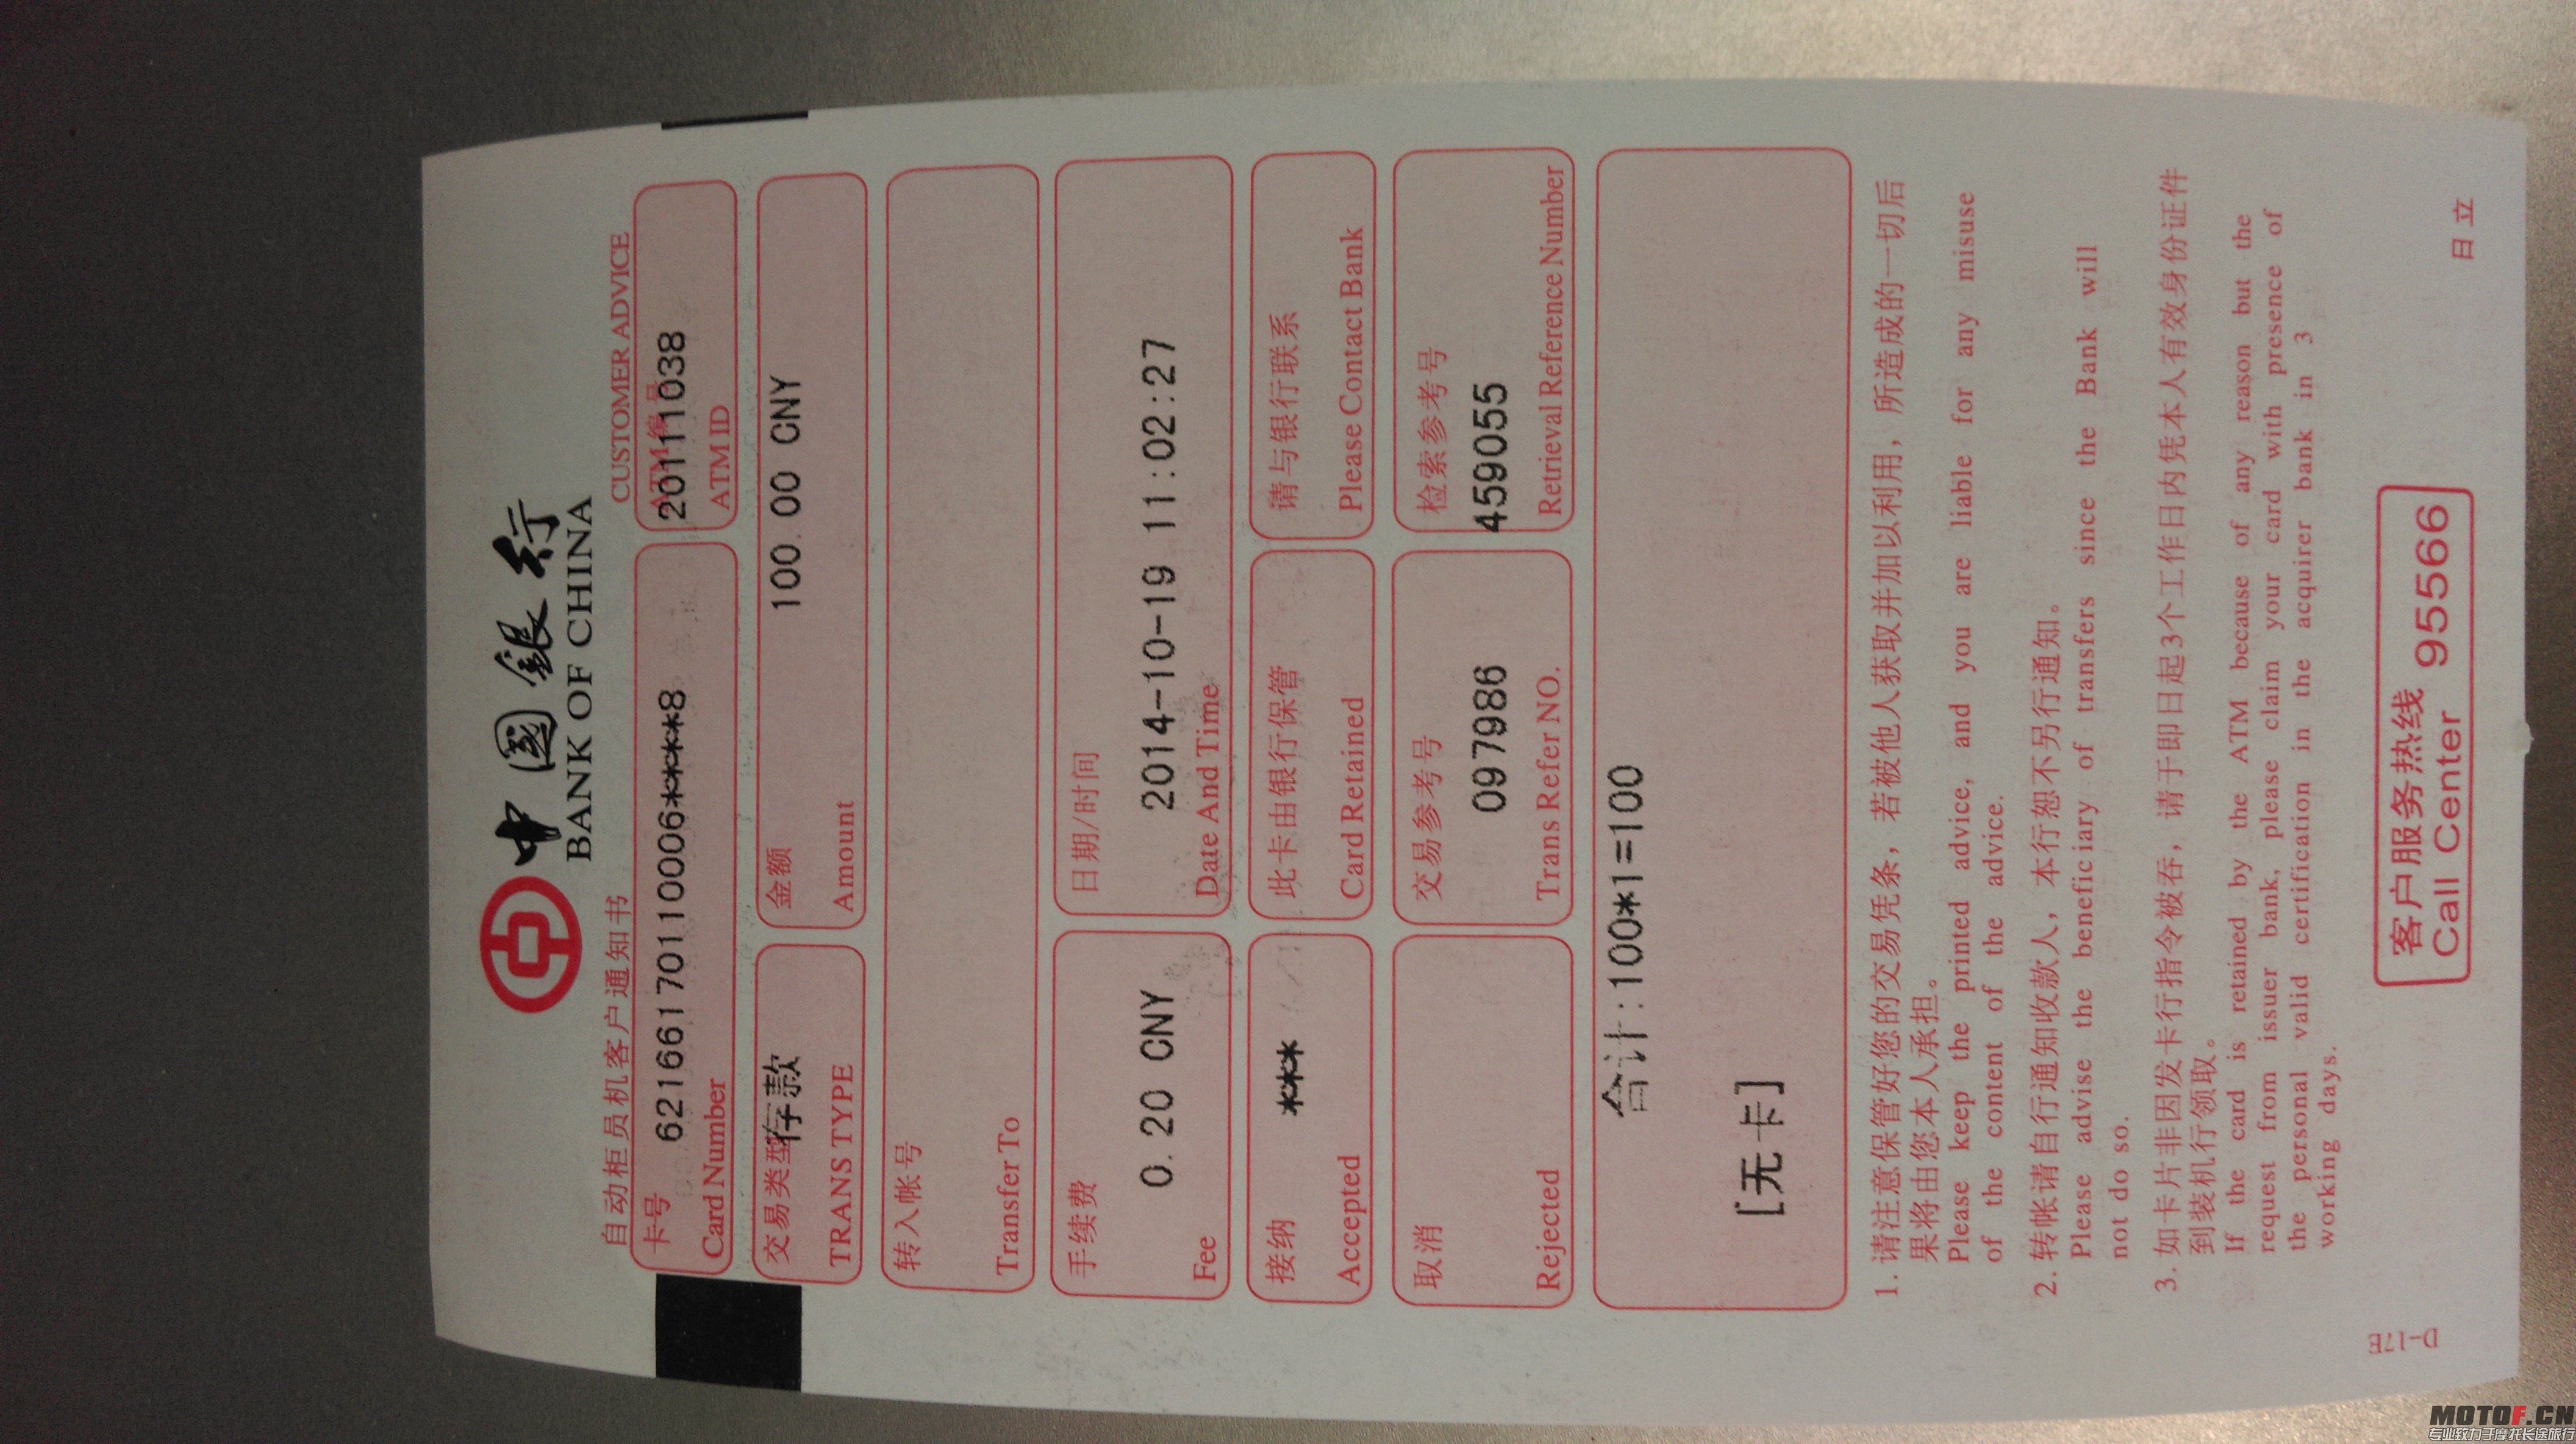 中國銀行
BANK OF CHINA
自动柜员机客户通知书
CUSTOMER ADVICE
卡号
62166170110006****8
Card Number
ATM编号
20111038
ATM ID
交易类型
存款
TRANS TYPE
金额
100.00 CNY
Amount
转入帐号
Transfer To
手续费
0.20 CNY
Fee
日期/时间
2014-10-19 11:02:27
Date And Time
接纳
***
Accepted
此卡由银行保管
Card Retained
请与银行联系
Please Contact Bank
取消
Rejected
交易参考号
097986
Trans Refer NO.
检索参考号
459055
Retrieval Reference Number
合计:100*1=100
[无卡]
1. 请注意保管好您的交易凭条，若被他人获取并加以利用，所造成的一切后
果将由您本人承担。
Please keep the printed advice, and you are liable for any misuse
of the content of the advice.
2. 转帐请自行通知收款人，本行恕不另行通知。
Please advise the beneficiary of transfers since the Bank will
not do so.
3. 如卡片非因发卡行指令被吞，请于即日起3个工作日内凭本人有效身份证件
到装机行领取。
If the card is retained by the ATM because of any reason but the
request from issuer bank, please claim your card with presence of
the personal valid certification in the acquirer bank in 3
working days.
客户服务热线
Call Center
95566
D-17E
日立
MOTOF.CN
专业致力于摩托长途旅行